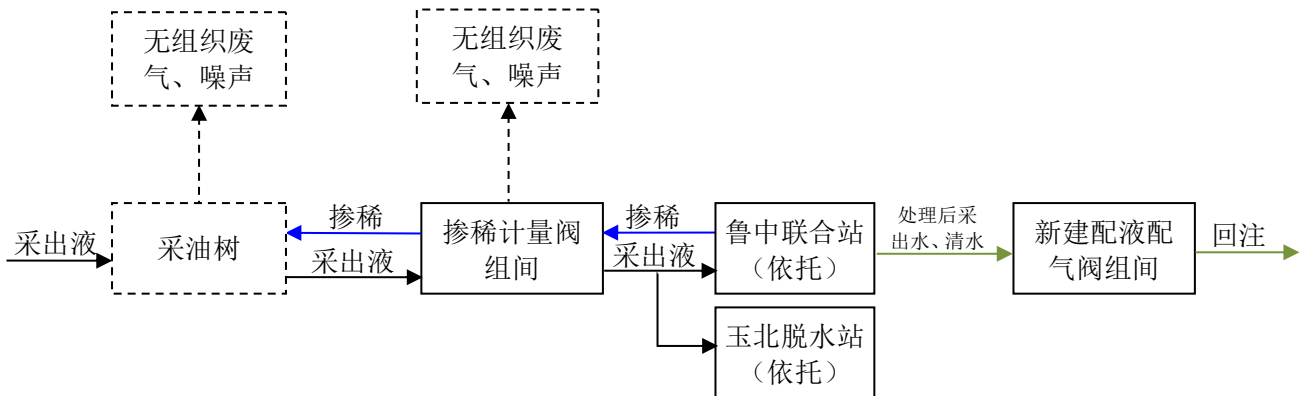 无组织废
气、噪声
无组织废
气、噪声
采出液
采油树
掺稀
采出液
掺稀计量阀
组间
掺稀
采出液
鲁中联合站
（依托）
处理后采
出水、清水
新建配液配
气阀组间
回注
玉北脱水站
（依托）